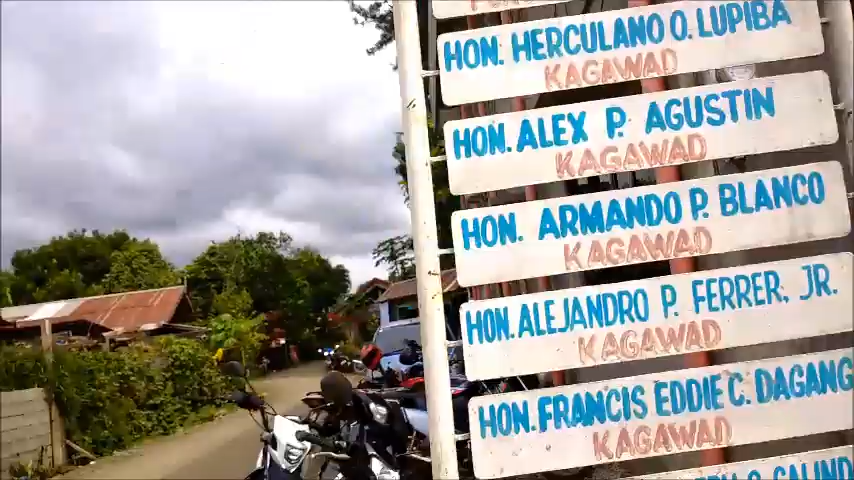 HON. HERCULANO O. LUPIBA
KAGAWAD
HON. ALEX P. AGUSTIN
KAGAWAD
HON. ARMANDO P. BLANCO
KAGAWAD
HON. ALEJANDRO P. FERRER, JR.
KAGAWAD
HON. FRANCIS EDDIE C. DAGANG
KAGAWAD